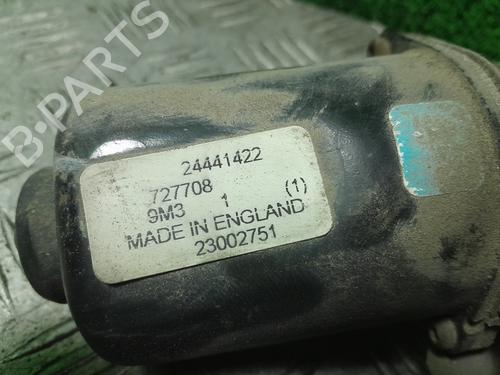 B-PARTS
24441422
727708
9M3 1 (1)
MADE IN ENGLAND
23002751